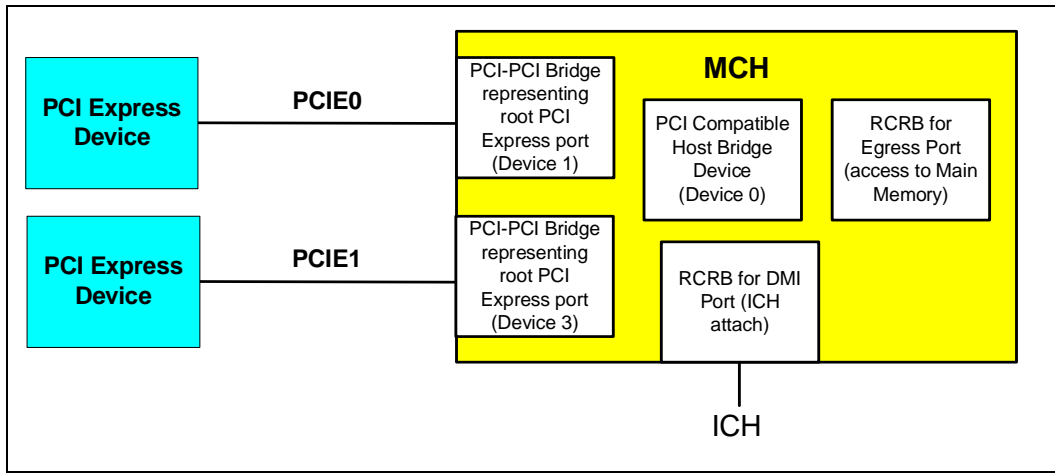 PCI Express
Device
PCIE0
PCI-PCI Bridge
representing
root PCI
Express port
(Device 1)
MCH
PCI Compatible
Host Bridge
Device
(Device 0)
RCRB for
Egress Port
(access to Main
Memory)
PCI Express
Device
PCIE1
PCI-PCI Bridge
representing
root PCI
Express port
(Device 3)
RCRB for DMI
Port (ICH
attach)
ICH